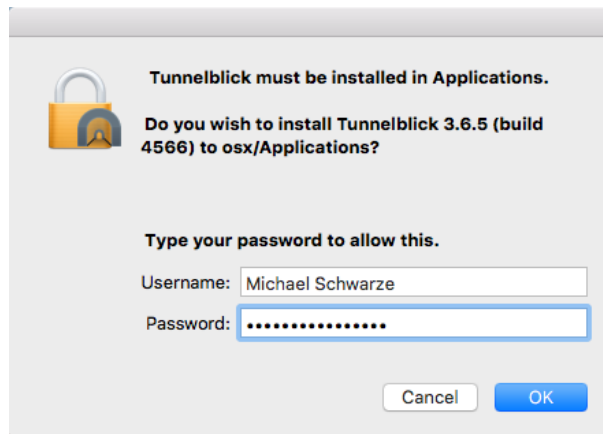 Tunnelblick must be installed in Applications.
Do you wish to install Tunnelblick 3.6.5 (build
4566) to osx/Applications?
Type your password to allow this.
Username: Michael Schwarze
Password: ••••••••••••••••
Cancel OK